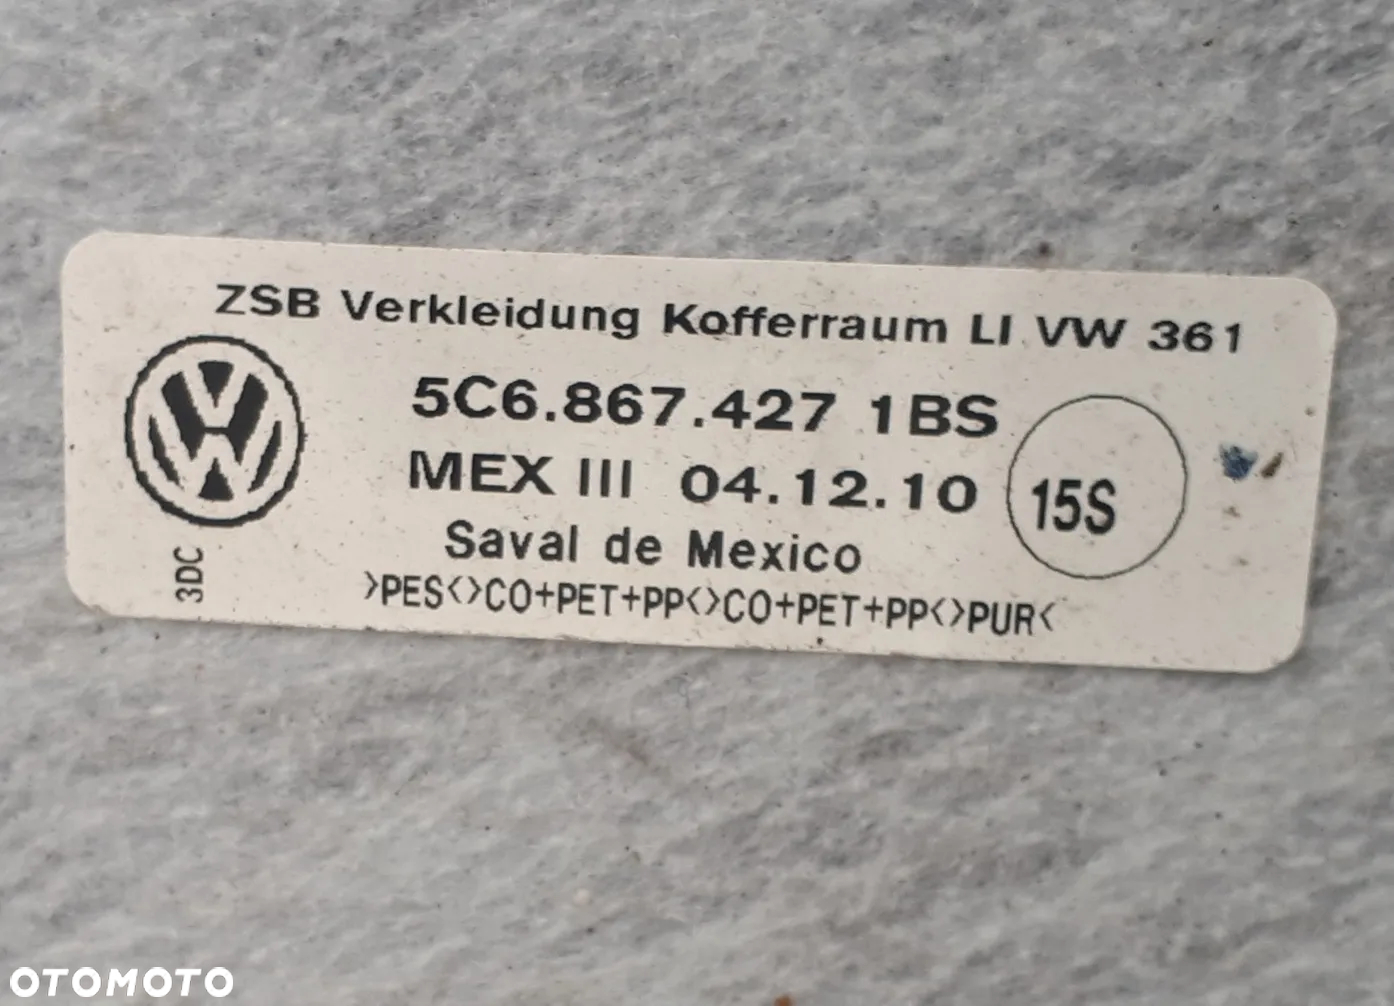 ZSB Verkleidung Kofferraum LI VW 361
5C6.867.427 1BS
MEX III 04.12.10
15S
Saval de Mexico
>PES<>CO+PET+PP<>CO+PET+PP<>PUR<
3DC
OTOMOTO